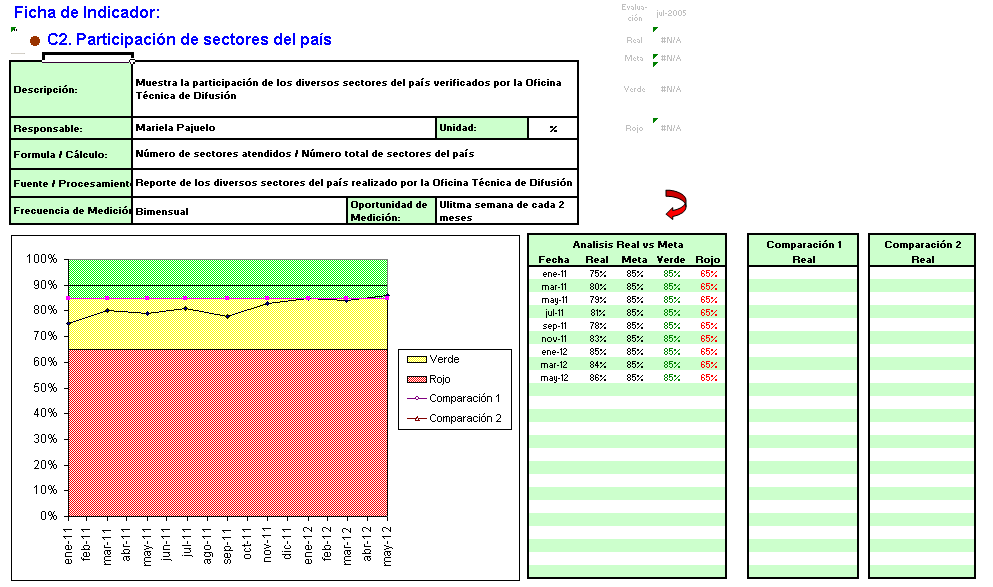 Ficha de Indicador:
C2. Participación de sectores del país
Evalua-
ción
jul-2005
Real #N/A
Meta #N/A
Verde #N/A
Rojo #N/A
Descripción:
Muestra la participación de los diversos sectores del país verificados por la Oficina
Técnica de Difusión
Responsable: Mariela Pajuelo Unidad: %
Formula / Cálculo: Número de sectores atendidos / Número total de sectores del país
Fuente / Procesamient Reporte de los diversos sectores del país realizado por la Oficina Técnica de Difusión
Frecuencia de Medición Bimensual
Oportunidad de
Medición:
Ulitma semana de cada 2
meses
100%
90%
80%
70%
60%
50%
40%
30%
20%
10%
0%
ene-11
feb-11
mar-11
abr-11
may-11
jun-11
jul-11
ago-11
sep-11
oct-11
nov-11
dic-11
ene-12
feb-12
mar-12
abr-12
may-12
Verde
Rojo
Comparación 1
Comparación 2
Analisis Real vs Meta
Fecha Real Meta Verde Rojo
ene-11 75% 85% 85% 65%
mar-11 80% 85% 85% 65%
may-11 79% 85% 85% 65%
jul-11 81% 85% 85% 65%
sep-11 78% 85% 85% 65%
nov-11 83% 85% 85% 65%
ene-12 85% 85% 85% 65%
mar-12 84% 85% 85% 65%
may-12 86% 85% 85% 65%
Comparación 1
Real
Comparación 2
Real